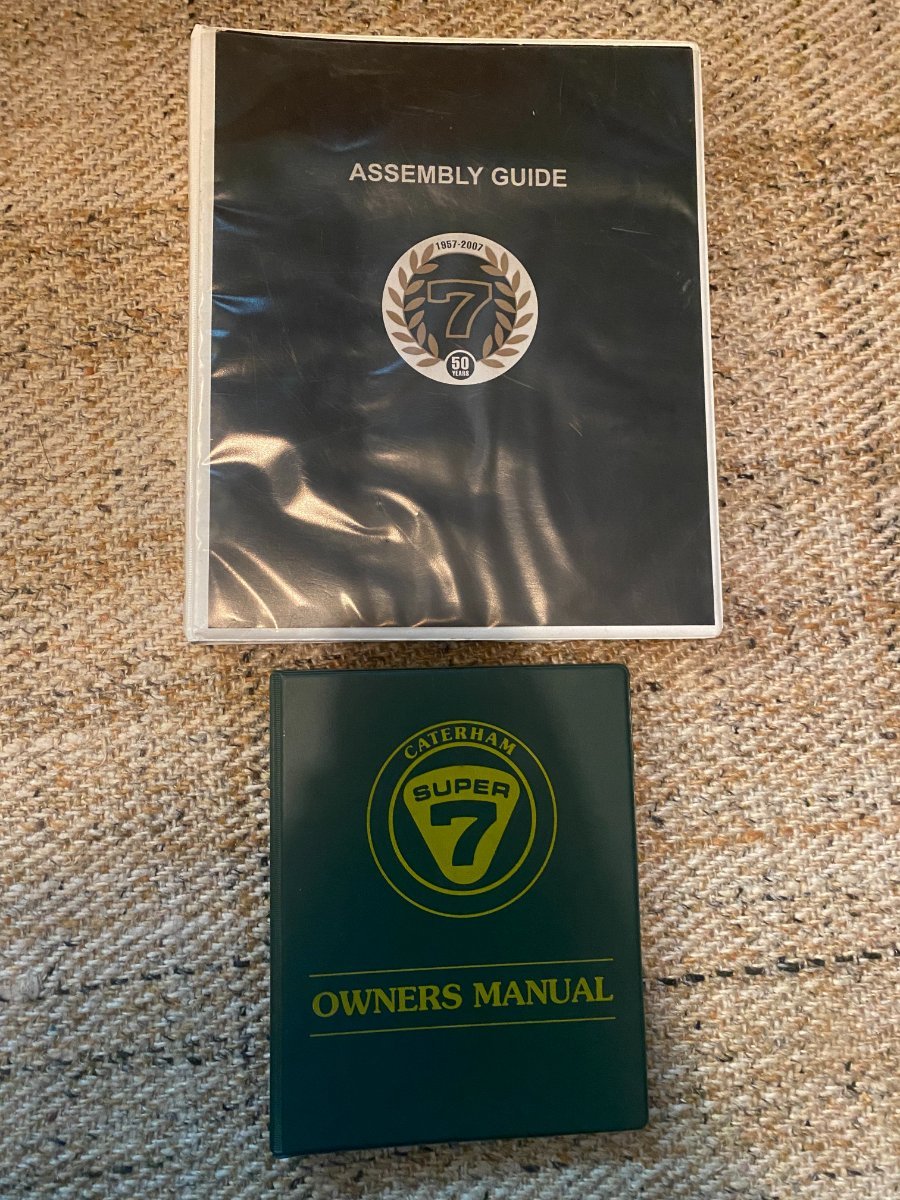 ASSEMBLY GUIDE
1957-2007
7
50
YEARS
CATERHAM
SUPER
7
OWNERS MANUAL